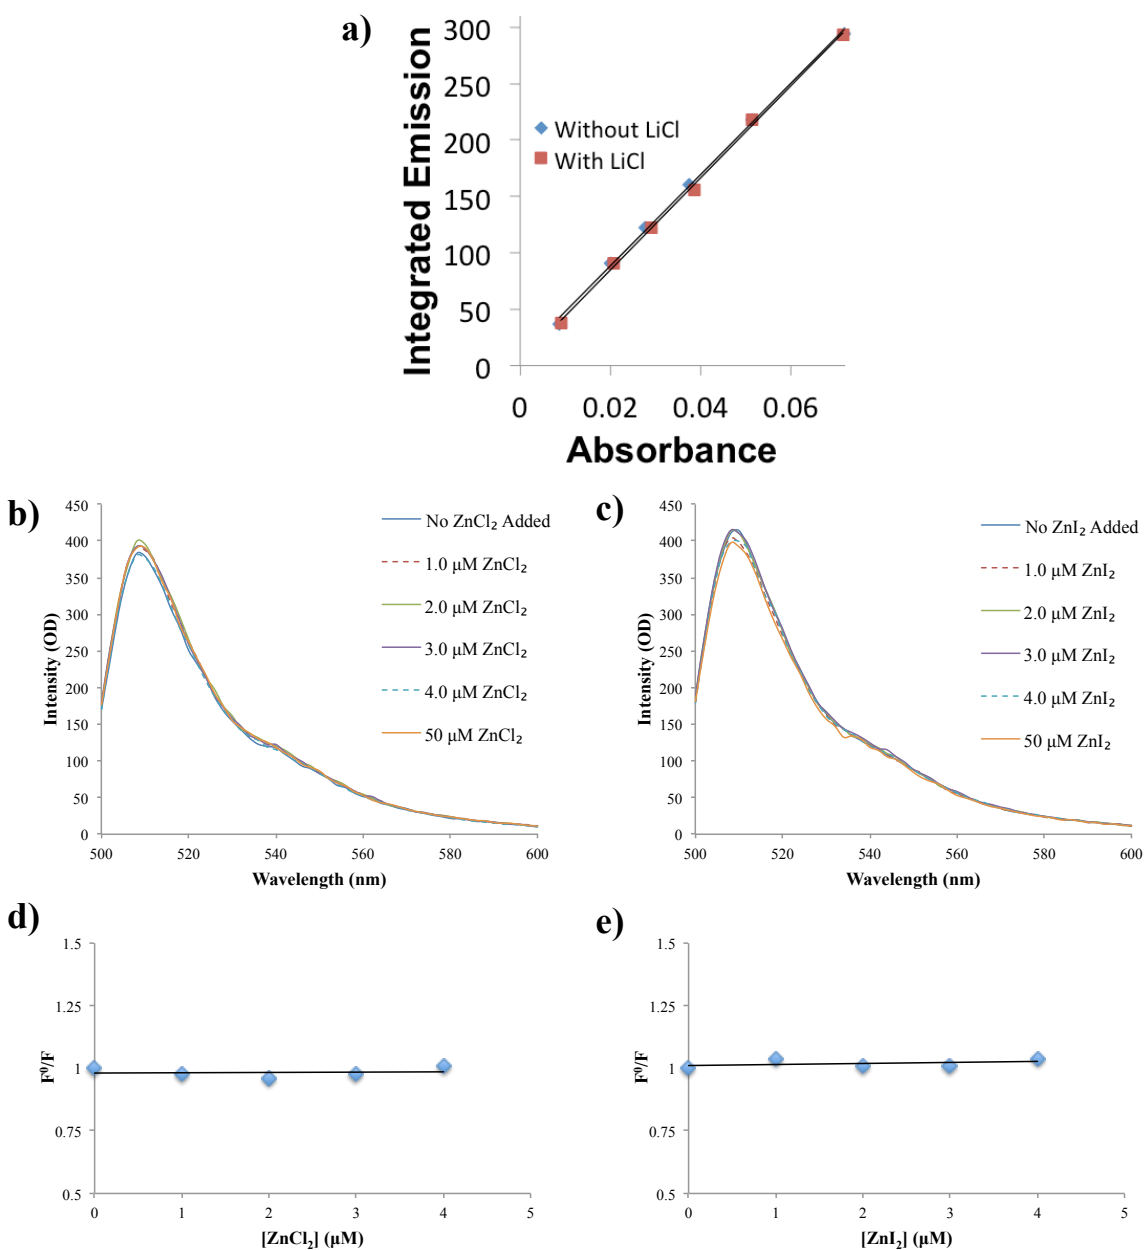 a)
Integrated Emission
300
250
200
150
100
50
0
Without LiCl
With LiCl
0 0.02 0.04 0.06
Absorbance
b)
Intensity (OD)
450
400
350
300
250
200
150
100
50
0
No ZnCl₂ Added
1.0 µM ZnCl₂
2.0 µM ZnCl₂
3.0 µM ZnCl₂
4.0 µM ZnCl₂
50 µM ZnCl₂
500 520 540 560 580 600
Wavelength (nm)
c)
Intensity (OD)
450
400
350
300
250
200
150
100
50
0
No ZnI₂ Added
1.0 µM ZnI₂
2.0 µM ZnI₂
3.0 µM ZnI₂
4.0 µM ZnI₂
50 µM ZnI₂
500 520 540 560 580 600
Wavelength (nm)
d)
F⁰/F
1.5
1.25
1
0.75
0.5
0 1 2 3 4 5
[ZnCl₂] (µM)
e)
F⁰/F
1.5
1.25
1
0.75
0.5
0 1 2 3 4 5
[ZnI₂] (µM)